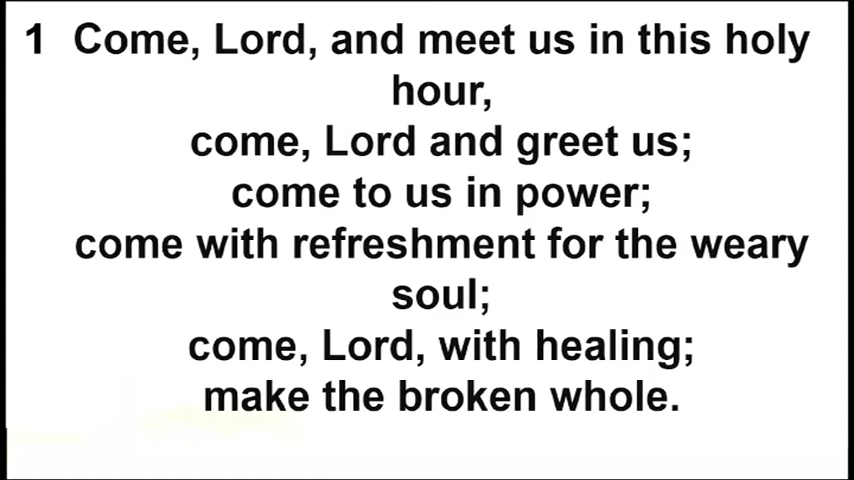 1 Come, Lord, and meet us in this holy
hour,
come, Lord and greet us;
come to us in power;
come with refreshment for the weary
soul;
come, Lord, with healing;
make the broken whole.